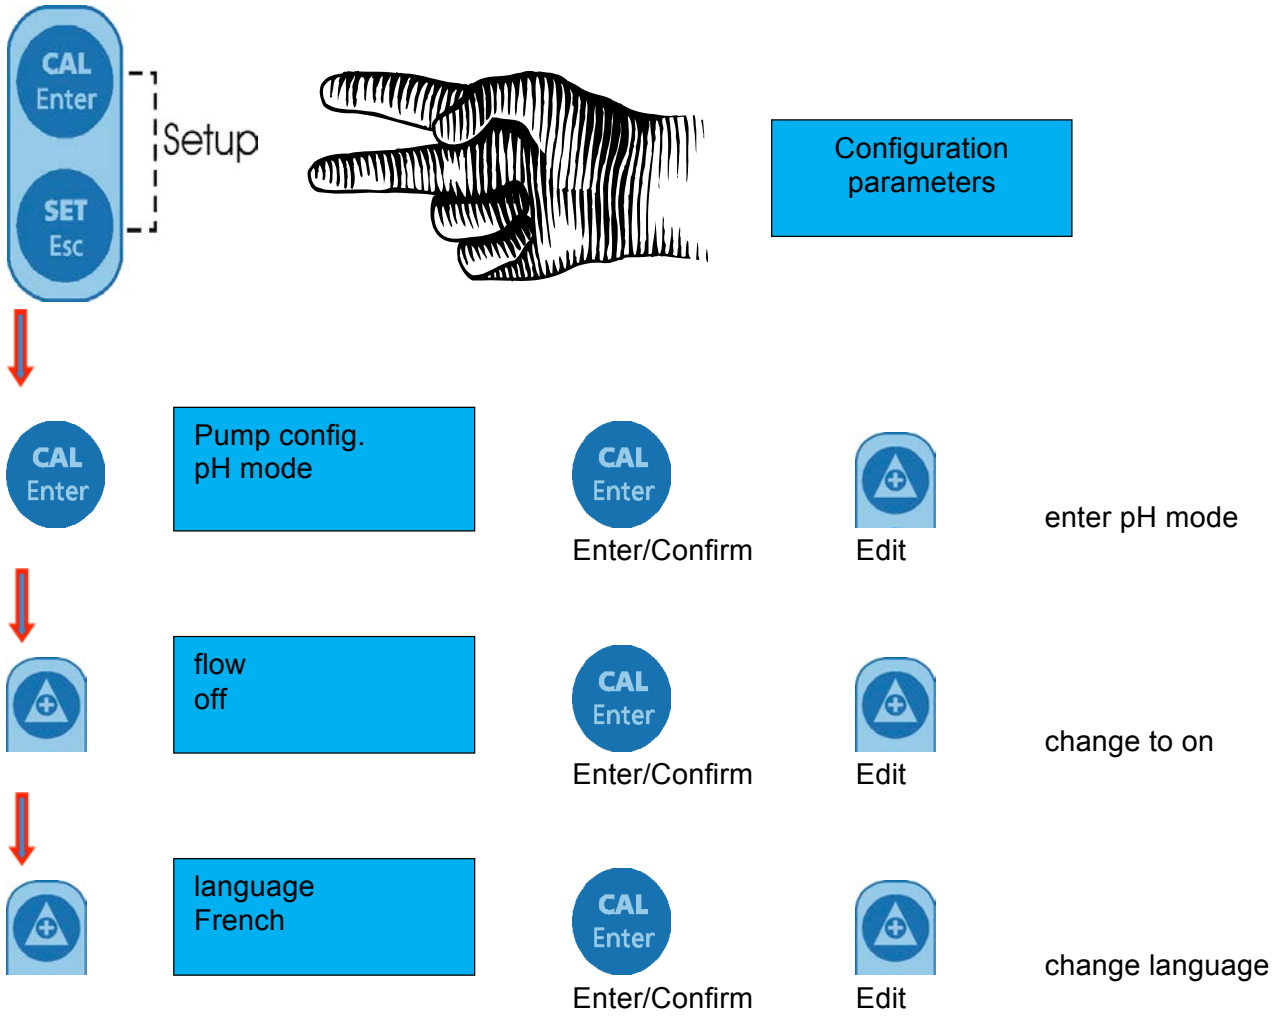 CAL
Enter
SET
Esc
Setup
Configuration
parameters
CAL
Enter
Pump config.
pH mode
CAL
Enter
Enter/Confirm
Edit
enter pH mode
flow
off
CAL
Enter
Enter/Confirm
Edit
change to on
language
French
CAL
Enter
Enter/Confirm
Edit
change language